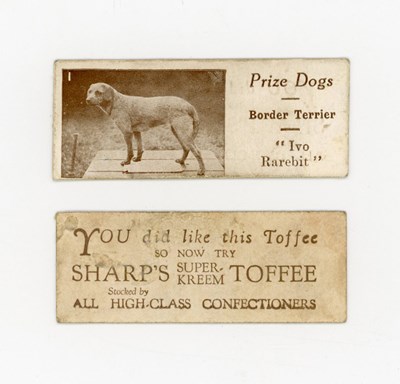 1
Prize Dogs
Border Terrier
"Ivo
Rarebit"
YOU did like this Toffee
SO NOW TRY
SHARP'S SUPER-KREEM TOFFEE
Stocked by
ALL HIGH-CLASS CONFECTIONERS